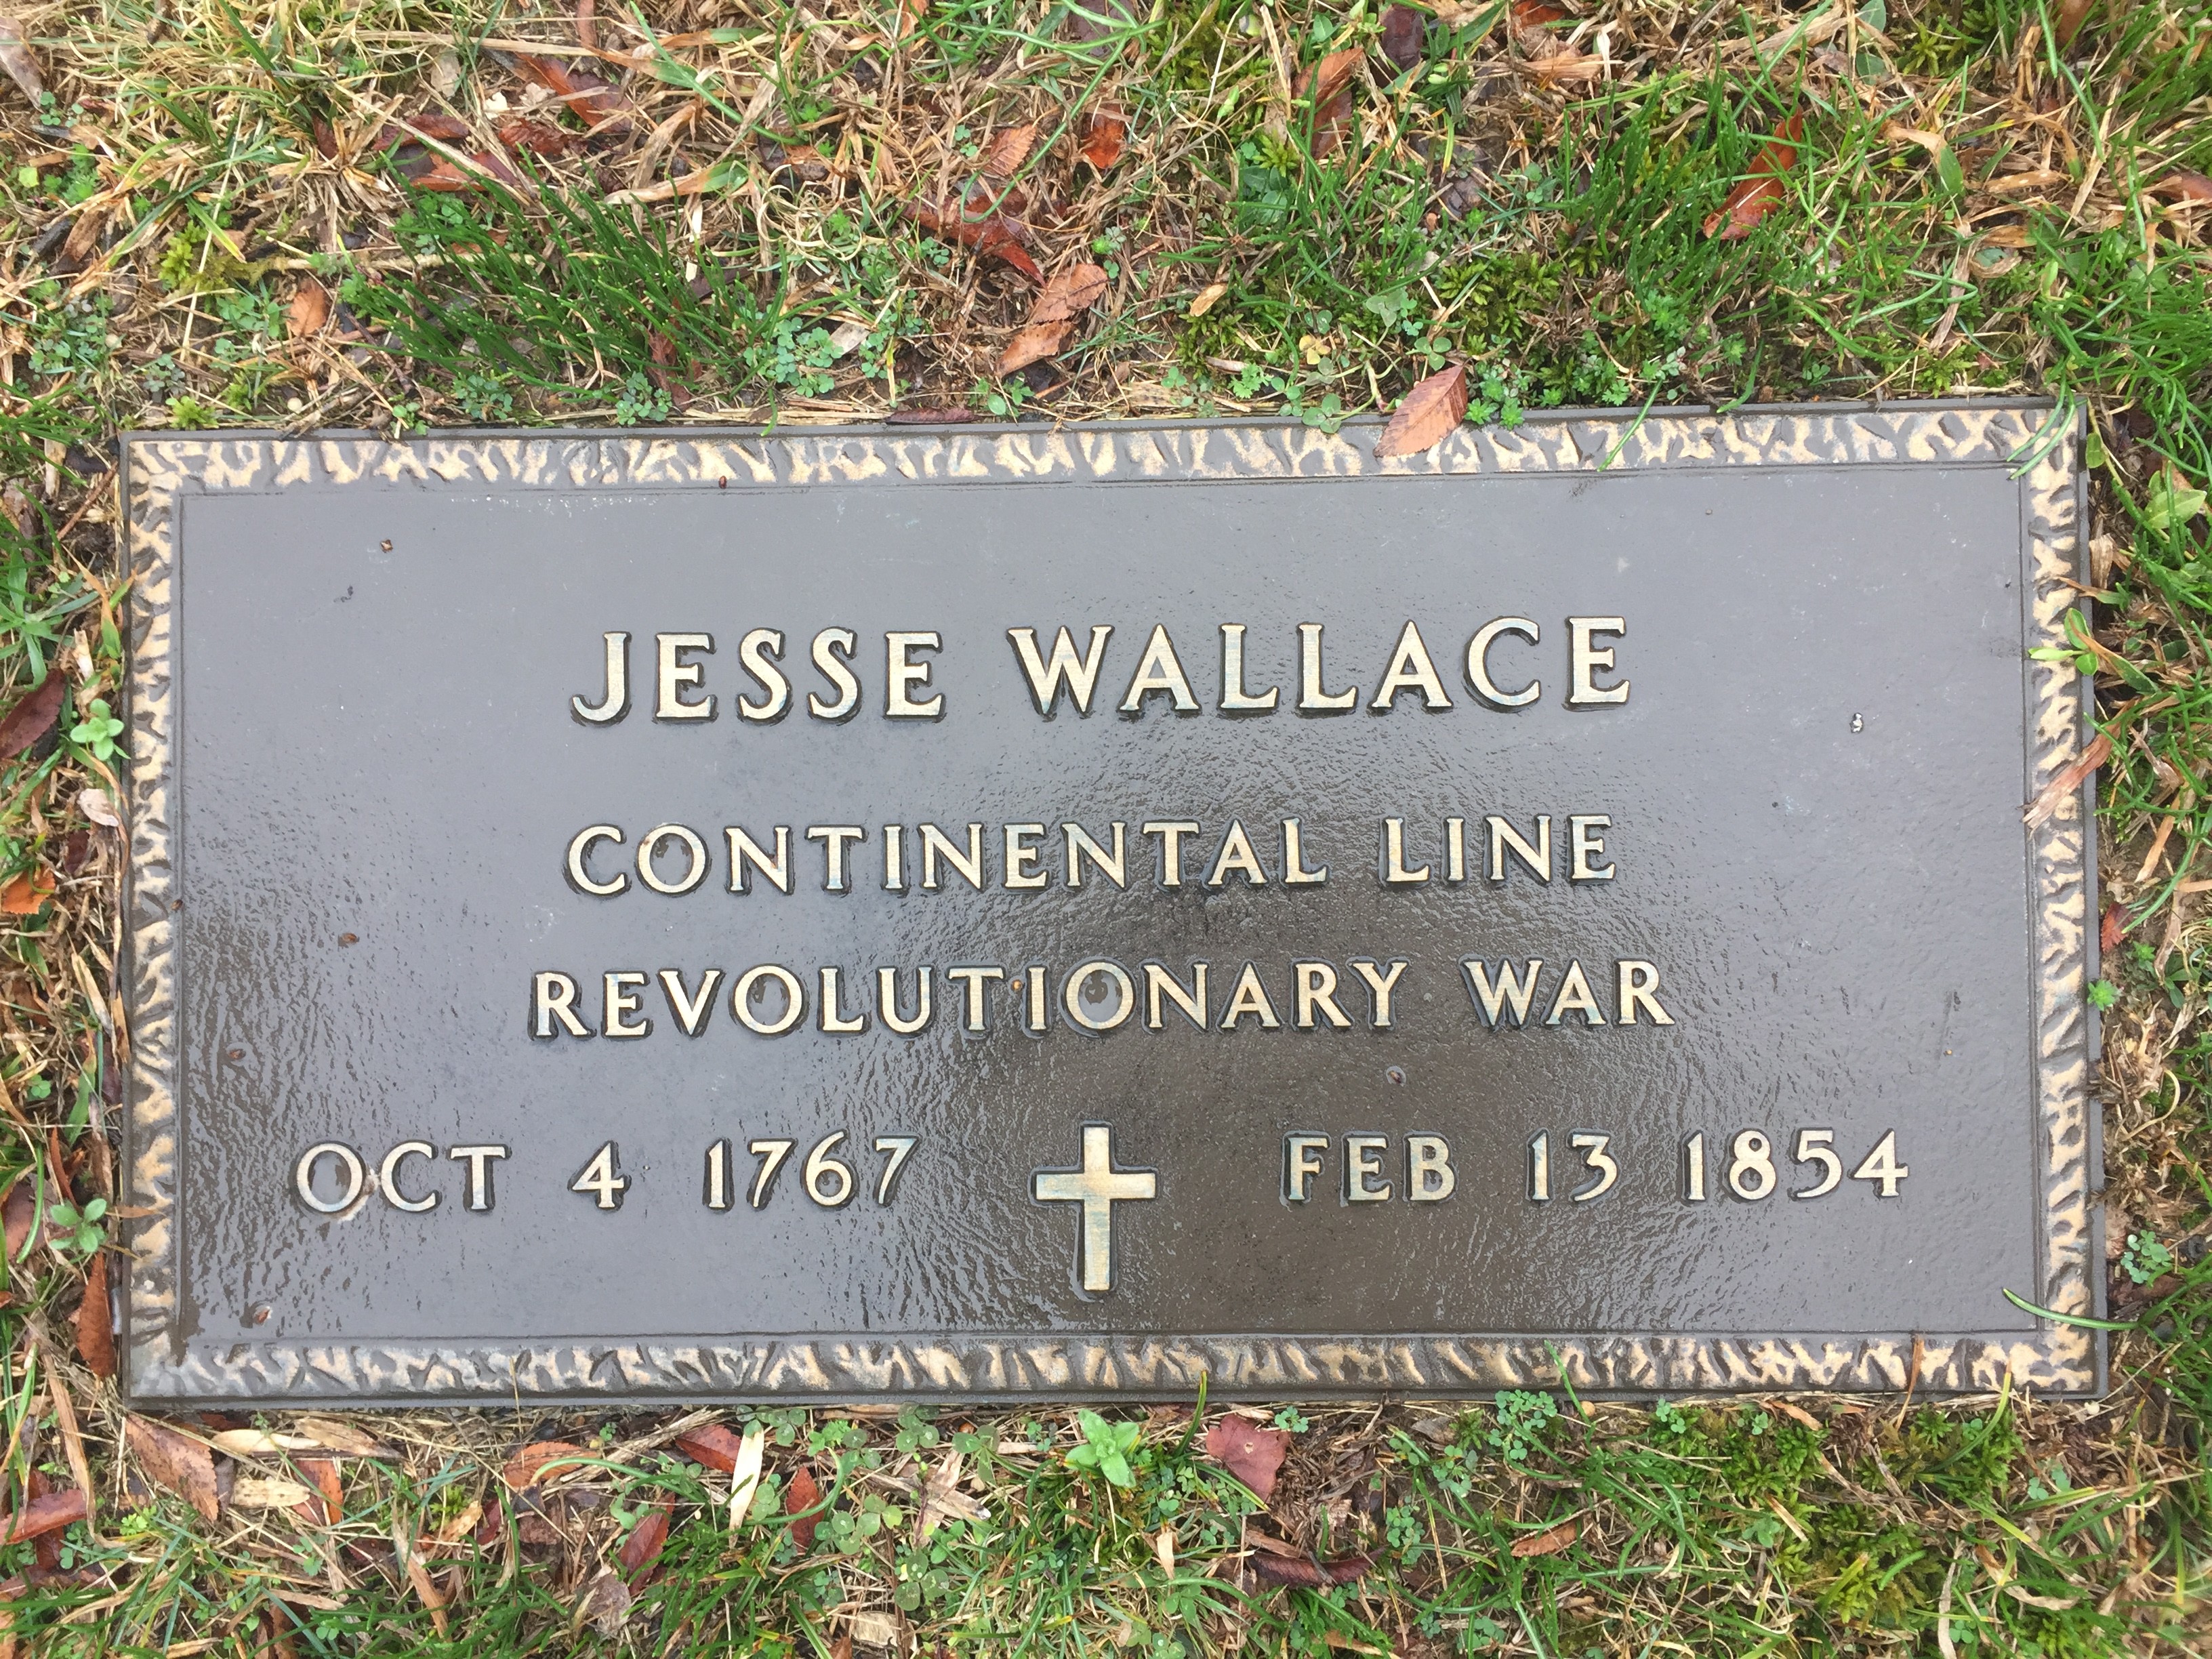 JESSE WALLACE
CONTINENTAL LINE
REVOLUTIONARY WAR
OCT 4 1767 FEB 13 1854